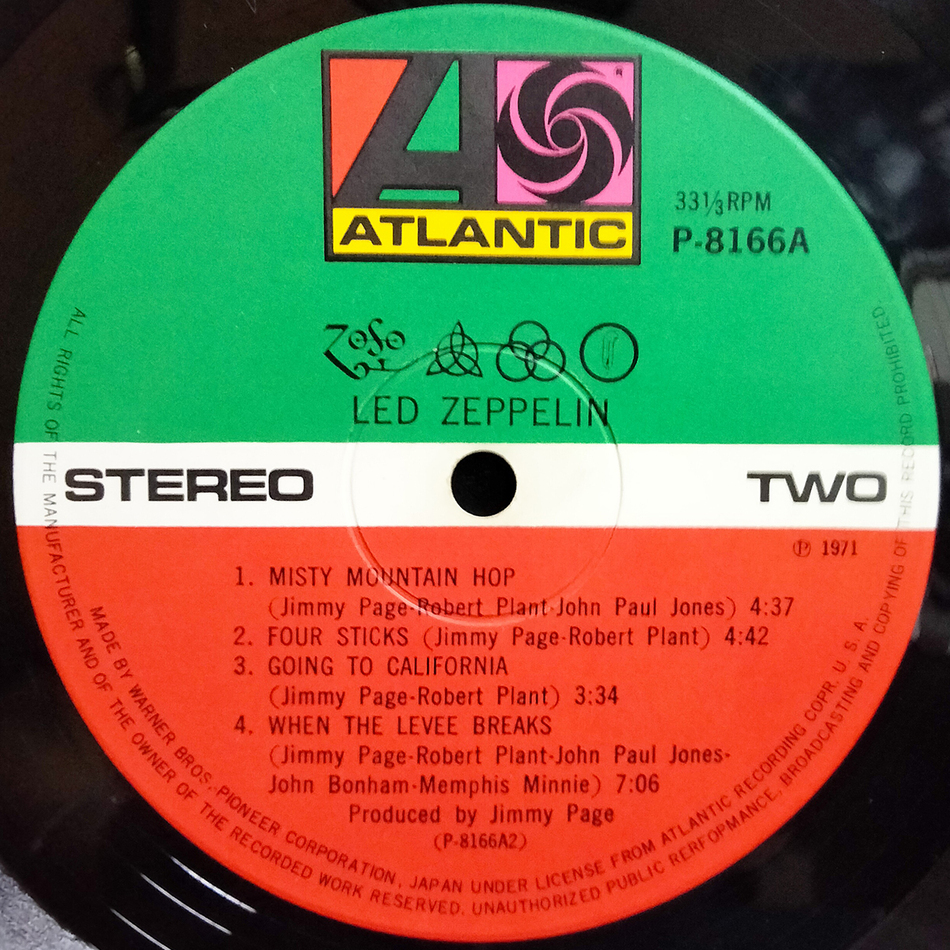 ATLANTIC
33⅓RPM
P-8166A
LED ZEPPELIN
STEREO
TWO
Ⓟ 1971
1. MISTY MOUNTAIN HOP
(Jimmy Page-Robert Plant-John Paul Jones) 4:37
2. FOUR STICKS (Jimmy Page-Robert Plant) 4:42
3. GOING TO CALIFORNIA
(Jimmy Page-Robert Plant) 3:34
4. WHEN THE LEVEE BREAKS
(Jimmy Page-Robert Plant-John Paul Jones-
John Bonham-Memphis Minnie) 7:06
Produced by Jimmy Page
(P-8166A2)
MADE BY WARNER BROS.-PIONEER CORPORATION, JAPAN UNDER LICENSE FROM ATLANTIC RECORDING COPR. U. S. A.
ALL RIGHTS OF THE MANUFACTURER AND OF THE OWNER OF THE RECORDED WORK RESERVED. UNAUTHORIZED PUBLIC RERFOPMANCE, BROADCASTING AND COPYING OF THIS RECORD PROHIBITED.